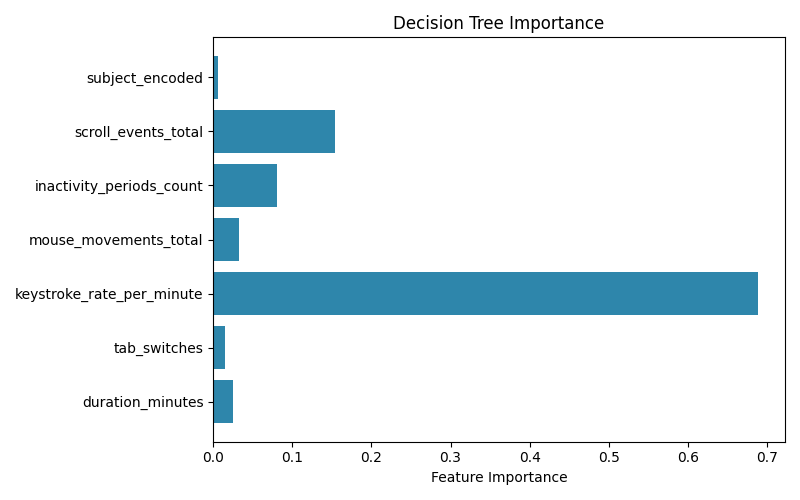 Decision Tree Importance
subject_encoded
scroll_events_total
inactivity_periods_count
mouse_movements_total
keystroke_rate_per_minute
tab_switches
duration_minutes
0.0 0.1 0.2 0.3 0.4 0.5 0.6 0.7
Feature Importance